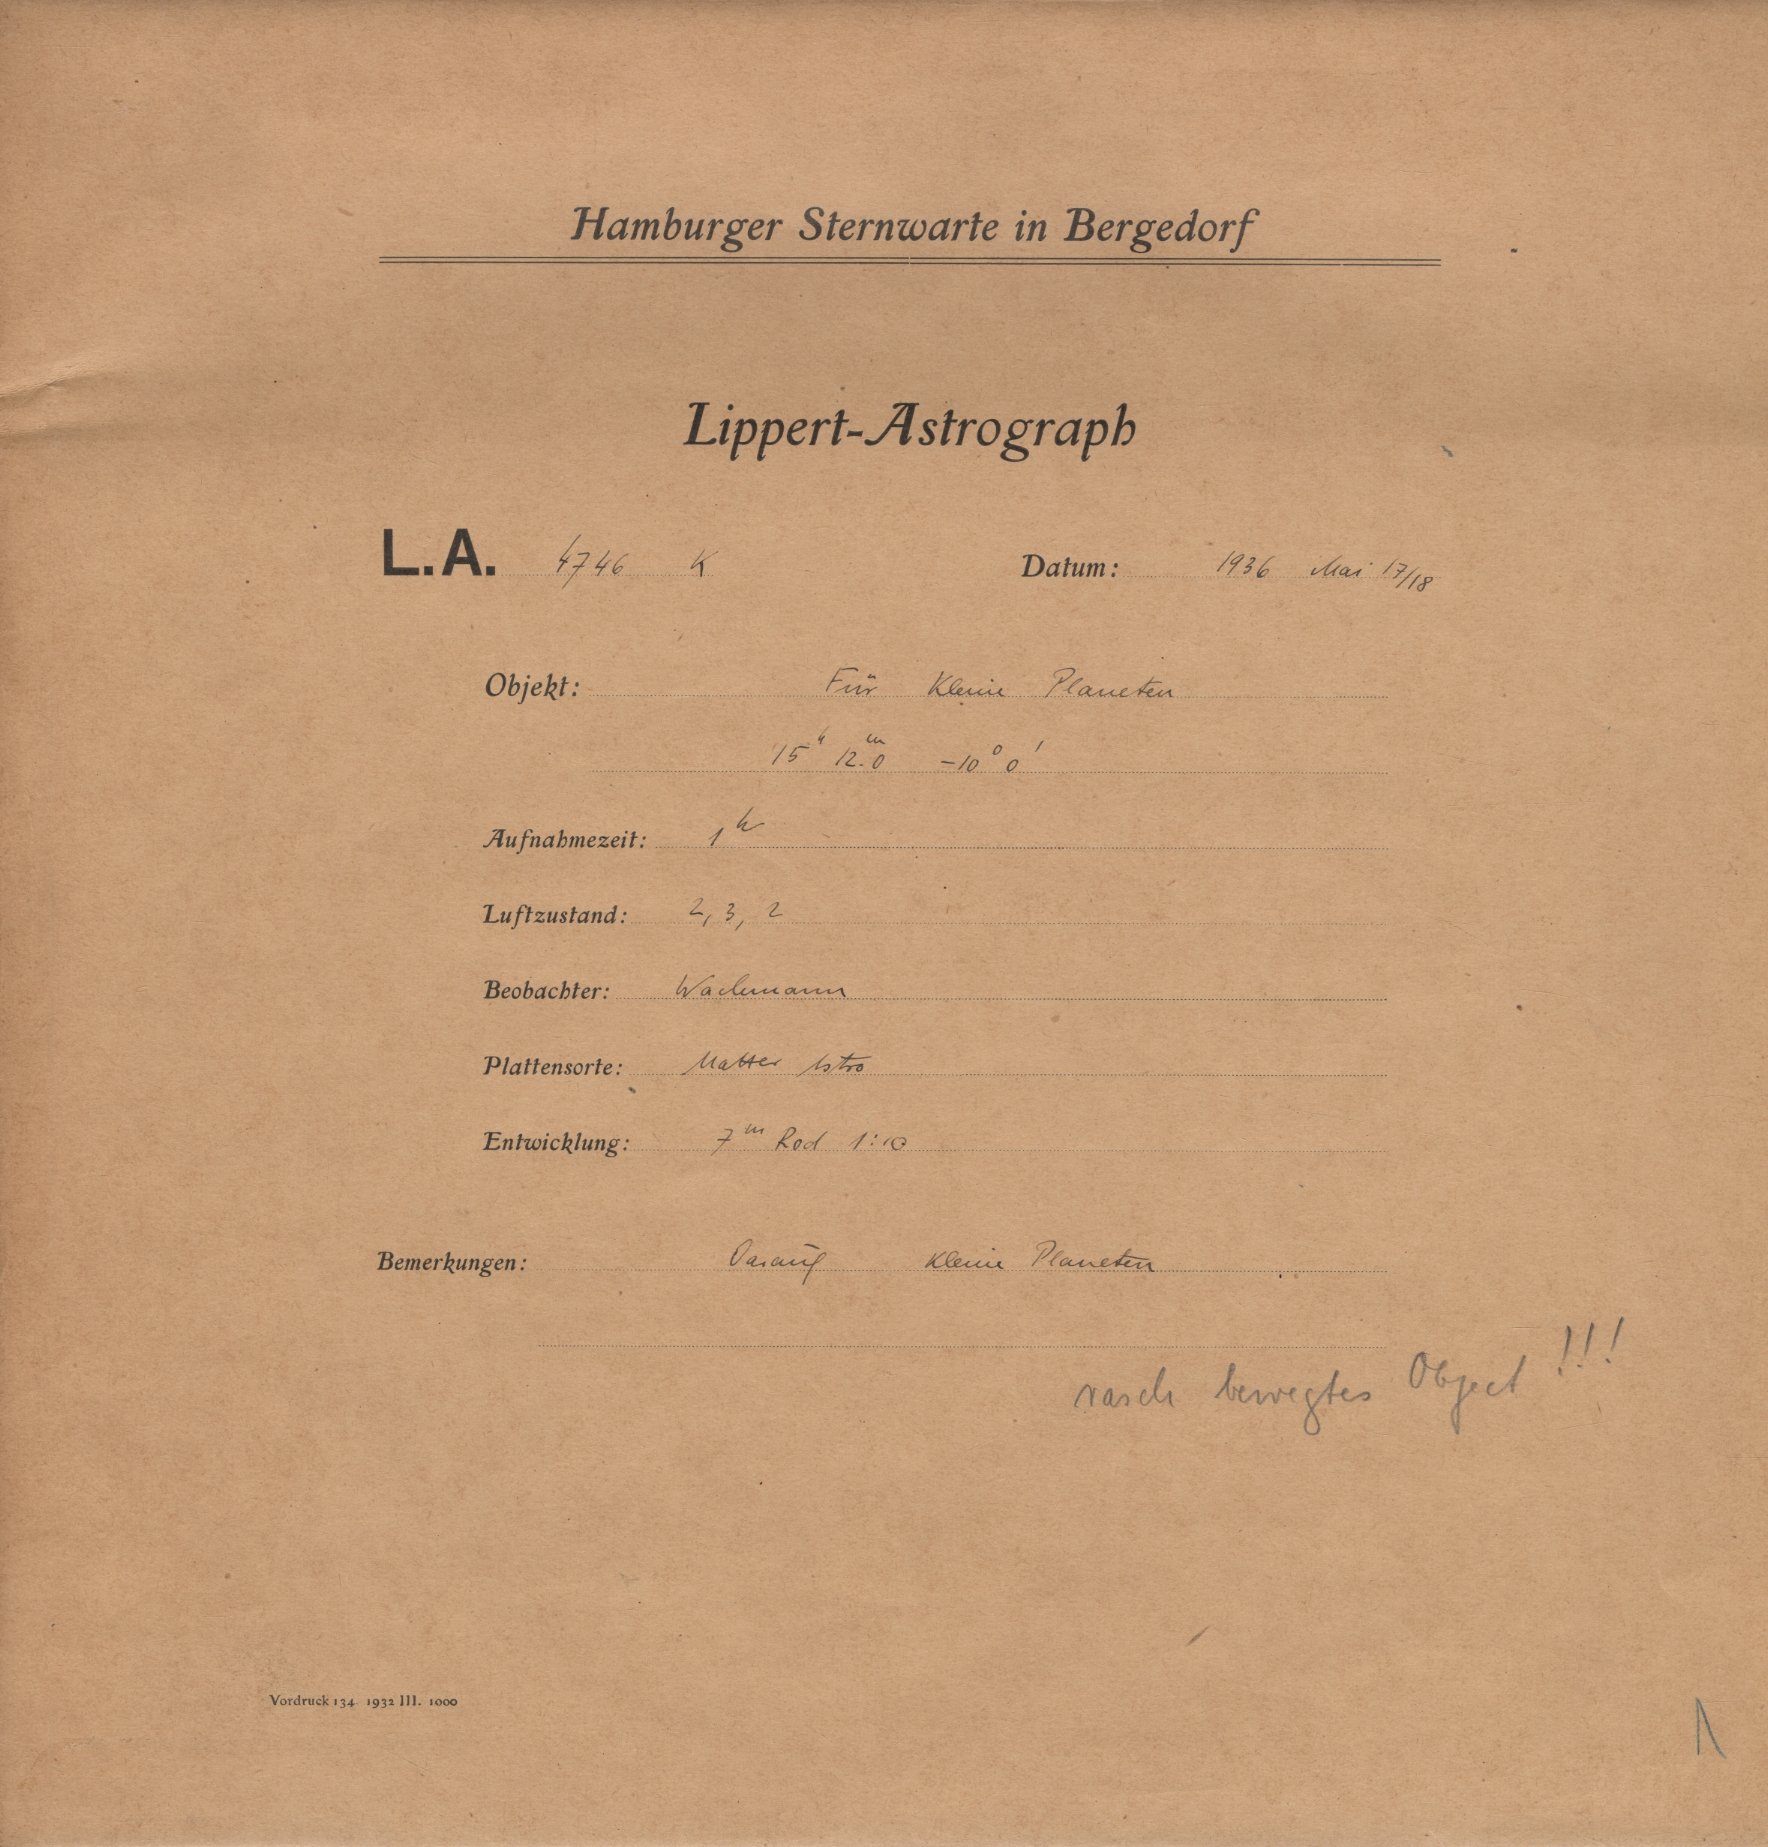 Hamburger Sternwarte in Bergedorf
Lippert-Astrograph
L.A. 4746 K Datum: 1936 Mai 17/18
Objekt: Für Kleine Planeten
15h 12.m0 -10° 0'
Aufnahmezeit: 1h
Luftzustand: 2, 3, 2
Beobachter: Wachmann
Plattensorte: Matter Astro
Entwicklung: 7m Rod 1:10
Bemerkungen: Darauf Kleine Planeten
rasch bewegtes Object !!!
Vordruck 134 1932 III. 1000